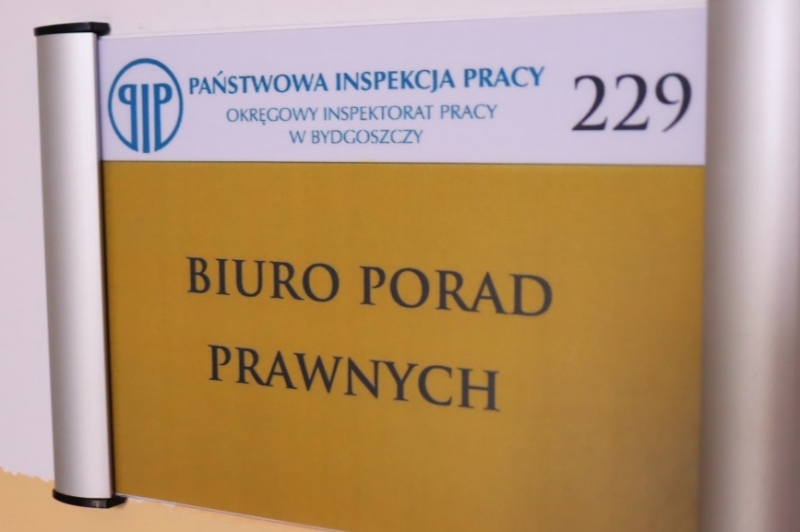 PIP
PAŃSTWOWA INSPEKCJA PRACY
OKRĘGOWY INSPEKTORAT PRACY
W BYDGOSZCZY
229
BIURO PORAD
PRAWNYCH